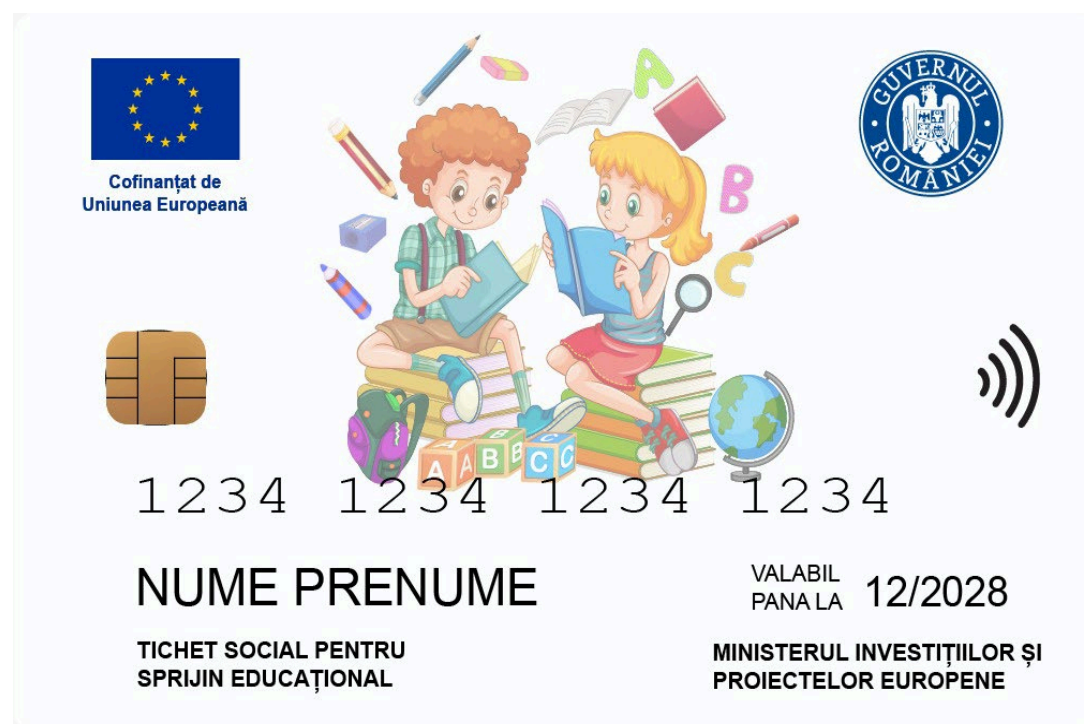 Cofinanțat de
Uniunea Europeană
GUVERNUL ROMÂNIEI
A
B
C
A A B B C C
1234 1234 1234 1234
NUME PRENUME
VALABIL
PANA LA 12/2028
TICHET SOCIAL PENTRU
SPRIJIN EDUCAȚIONAL
MINISTERUL INVESTIȚIILOR ȘI
PROIECTELOR EUROPENE